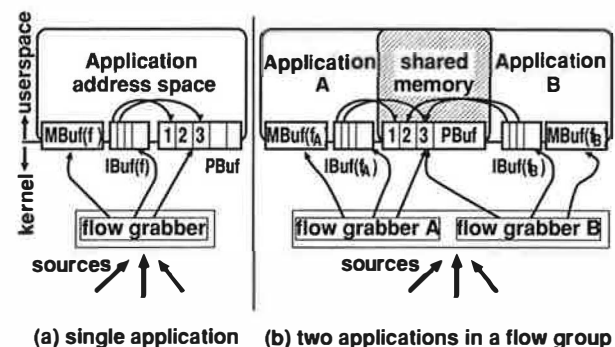 Application
address space
userspace
kernel
MBuf(f)
1 2 3
IBuf(f)
PBuf
flow grabber
sources
(a) single application
Application
A
shared
memory
Application
B
MBuf(fA)
1 2 3 PBuf
MBuf(fB)
IBuf(fA)
IBuf(fB)
flow grabber A
flow grabber B
sources
(b) two applications in a flow group